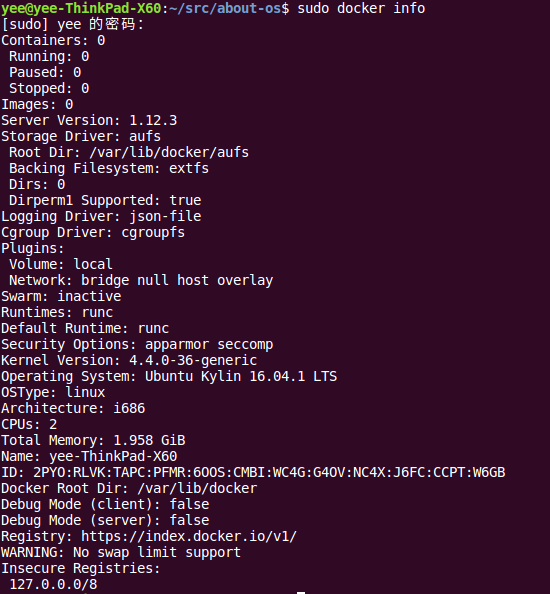 yee@yee-ThinkPad-X60:~/src/about-os$ sudo docker info
[sudo] yee 的密码：
Containers: 0
 Running: 0
 Paused: 0
 Stopped: 0
Images: 0
Server Version: 1.12.3
Storage Driver: aufs
 Root Dir: /var/lib/docker/aufs
 Backing Filesystem: extfs
 Dirs: 0
 Dirperm1 Supported: true
Logging Driver: json-file
Cgroup Driver: cgroupfs
Plugins:
 Volume: local
 Network: bridge null host overlay
Swarm: inactive
Runtimes: runc
Default Runtime: runc
Security Options: apparmor seccomp
Kernel Version: 4.4.0-36-generic
Operating System: Ubuntu Kylin 16.04.1 LTS
OSType: linux
Architecture: i686
CPUs: 2
Total Memory: 1.958 GiB
Name: yee-ThinkPad-X60
ID: 2PYO:RLVK:TAPC:PFMR:6OOS:CMBI:WC4G:G4OV:NC4X:J6FC:CCPT:W6GB
Docker Root Dir: /var/lib/docker
Debug Mode (client): false
Debug Mode (server): false
Registry: https://index.docker.io/v1/
WARNING: No swap limit support
Insecure Registries:
 127.0.0.0/8